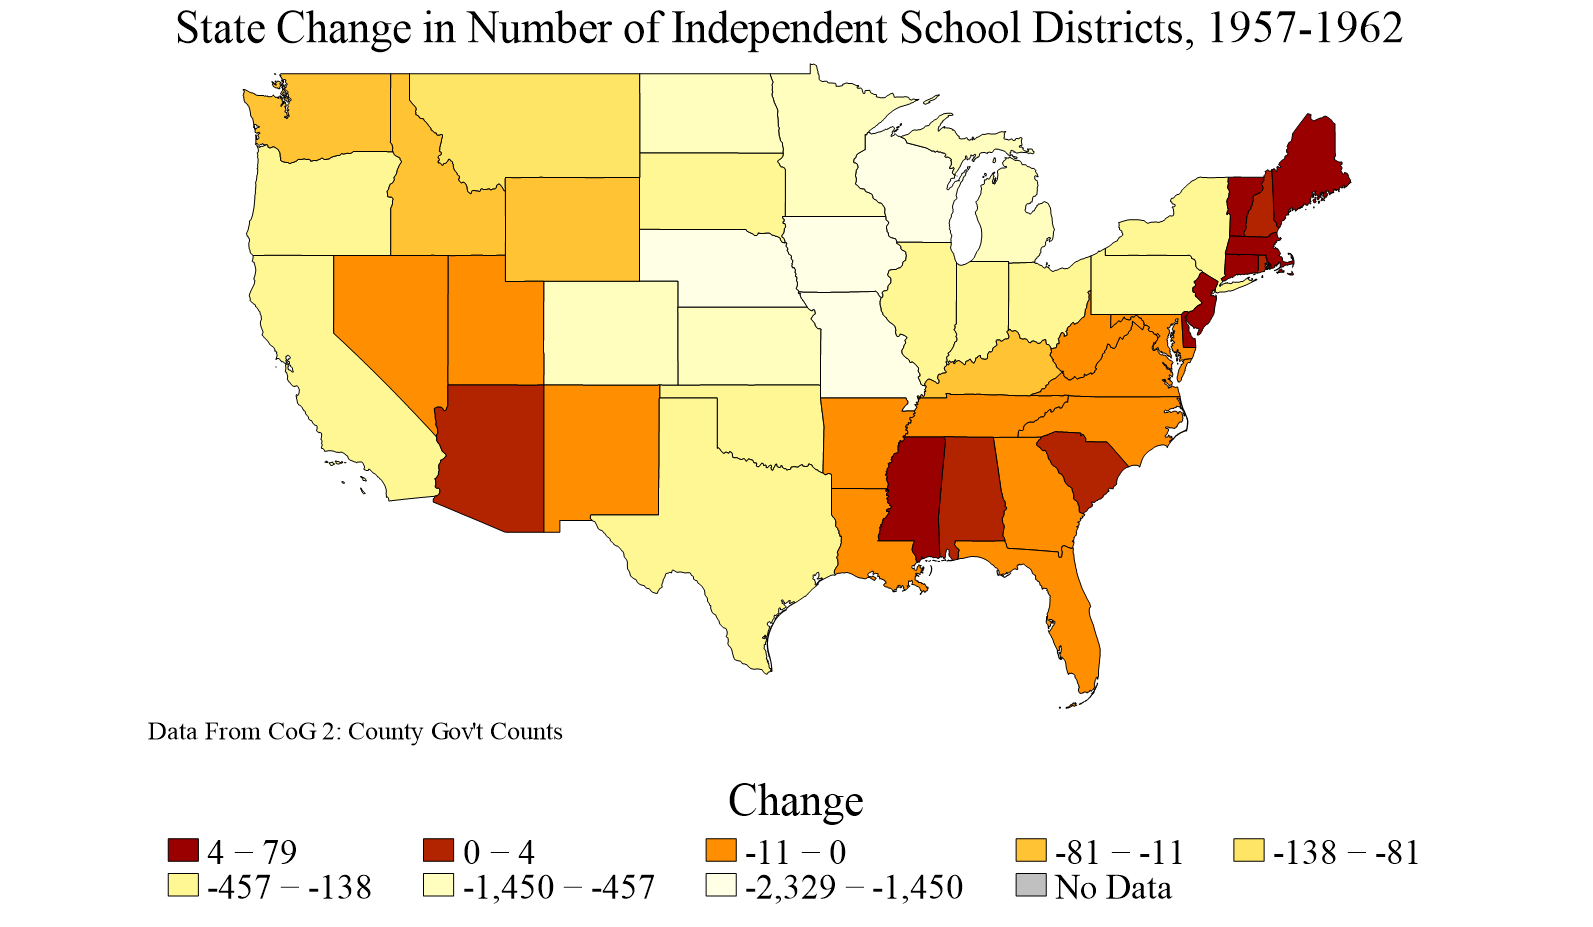 State Change in Number of Independent School Districts, 1957-1962
Data From CoG 2: County Gov't Counts
Change
4 – 79 0 – 4 -11 – 0 -81 – -11 -138 – -81
-457 – -138 -1,450 – -457 -2,329 – -1,450 No Data